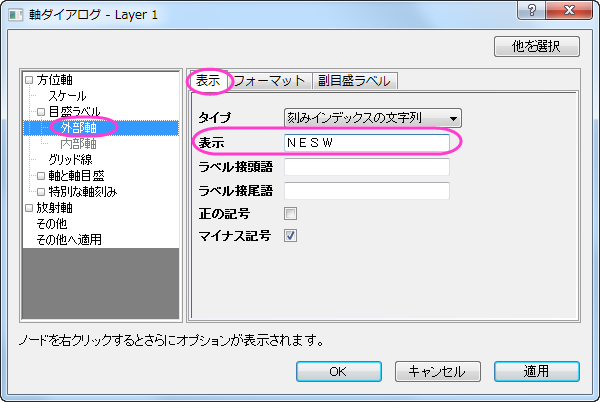 軸ダイアログ - Layer 1
他を選択
方位軸
スケール
目盛ラベル
外部軸
内部軸
グリッド線
軸と軸目盛
特別な軸刻み
放射軸
その他
その他へ適用
表示 フォーマット 副目盛ラベル
タイプ 刻みインデックスの文字列
表示 N E S W
ラベル接頭語
ラベル接尾語
正の記号
マイナス記号
ノードを右クリックするとさらにオプションが表示されます。
OK キャンセル 適用